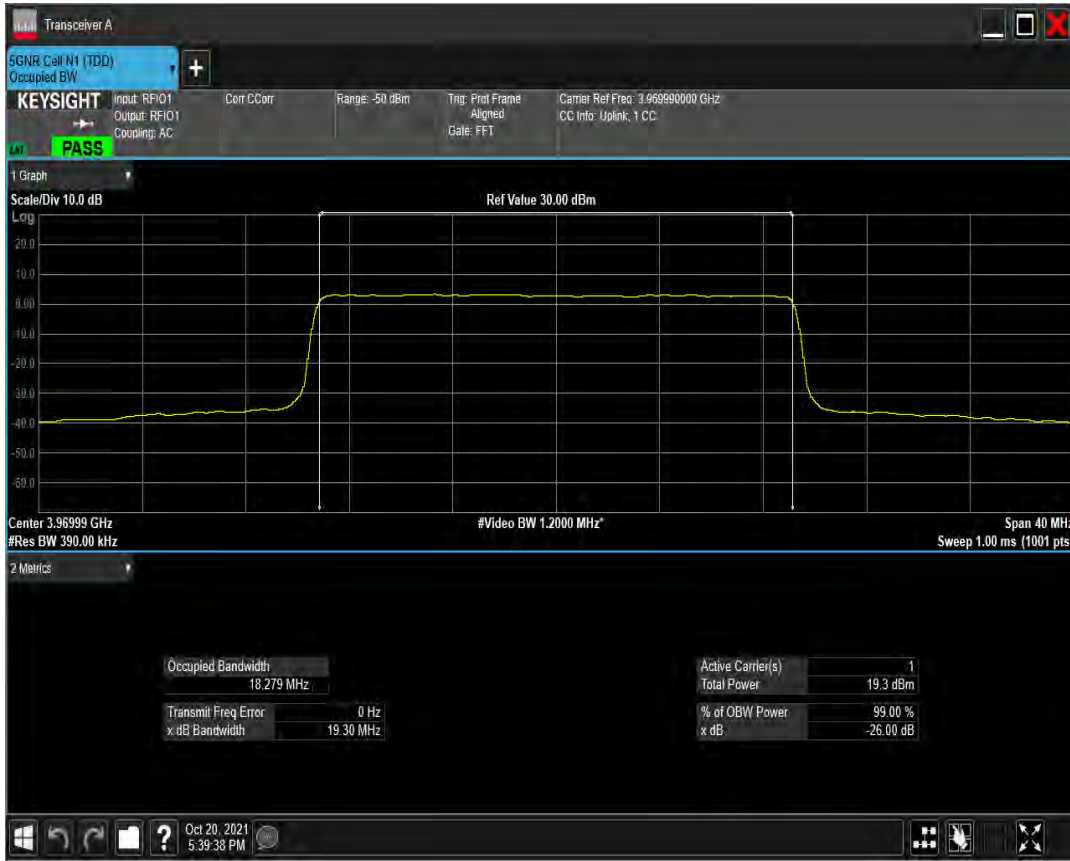 Transceiver A
5GNR Cell N1 (TDD)
Occupied BW
+
KEYSIGHT
Input: RFIO1
Output: RFIO1
Coupling: AC
Corr CCorr
Range: -50 dBm
Trig: Prot Frame
Aligned
Gate: FFT
Carrier Ref Freq: 3.969990000 GHz
CC Info: Uplink, 1 CC
PASS
1 Graph
Scale/Div 10.0 dB
Ref Value 30.00 dBm
Log
20.0
10.0
0.00
-10.0
-20.0
-30.0
-40.0
-50.0
-60.0
Center 3.96999 GHz
#Video BW 1.2000 MHz*
Span 40 MHz
#Res BW 390.00 kHz
Sweep 1.00 ms (1001 pts
2 Metrics
Occupied Bandwidth
18.279 MHz
Transmit Freq Error 0 Hz
x dB Bandwidth 19.30 MHz
Active Carrier(s) 1
Total Power 19.3 dBm
% of OBW Power 99.00 %
x dB -26.00 dB
?
Oct 20, 2021
5:39:38 PM